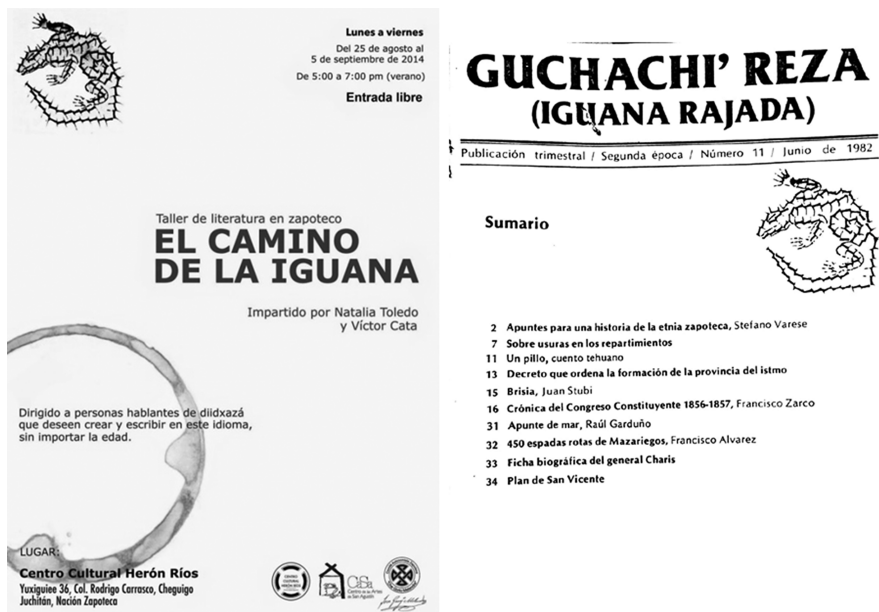 Lunes a viernes
Del 25 de agosto al
5 de septiembre de 2014
De 5:00 a 7:00 pm (verano)
Entrada libre
Taller de literatura en zapoteco
EL CAMINO
DE LA IGUANA
Impartido por Natalia Toledo
y Víctor Cata
Dirigido a personas hablantes de diidxazá
que deseen crear y escribir en este idioma,
sin importar la edad.
LUGAR:
Centro Cultural Herón Ríos
Yuxiguiee 36, Col. Rodrigo Carrasco, Cheguigo
Juchitán, Nación Zapoteca
CaSa
Centro de las Artes
de San Agustín
GUCHACHI' REZA
(IGUANA RAJADA)
Publicación trimestral / Segunda época / Número 11 / Junio de 1982
Sumario
2 Apuntes para una historia de la etnia zapoteca, Stefano Varese
7 Sobre usuras en los repartimientos
11 Un pillo, cuento tehuano
13 Decreto que ordena la formación de la provincia del istmo
15 Brisia, Juan Stubi
16 Crónica del Congreso Constituyente 1856-1857, Francisco Zarco
31 Apunte de mar, Raúl Garduño
32 450 espadas rotas de Mazariegos, Francisco Alvarez
33 Ficha biográfica del general Charis
34 Plan de San Vicente